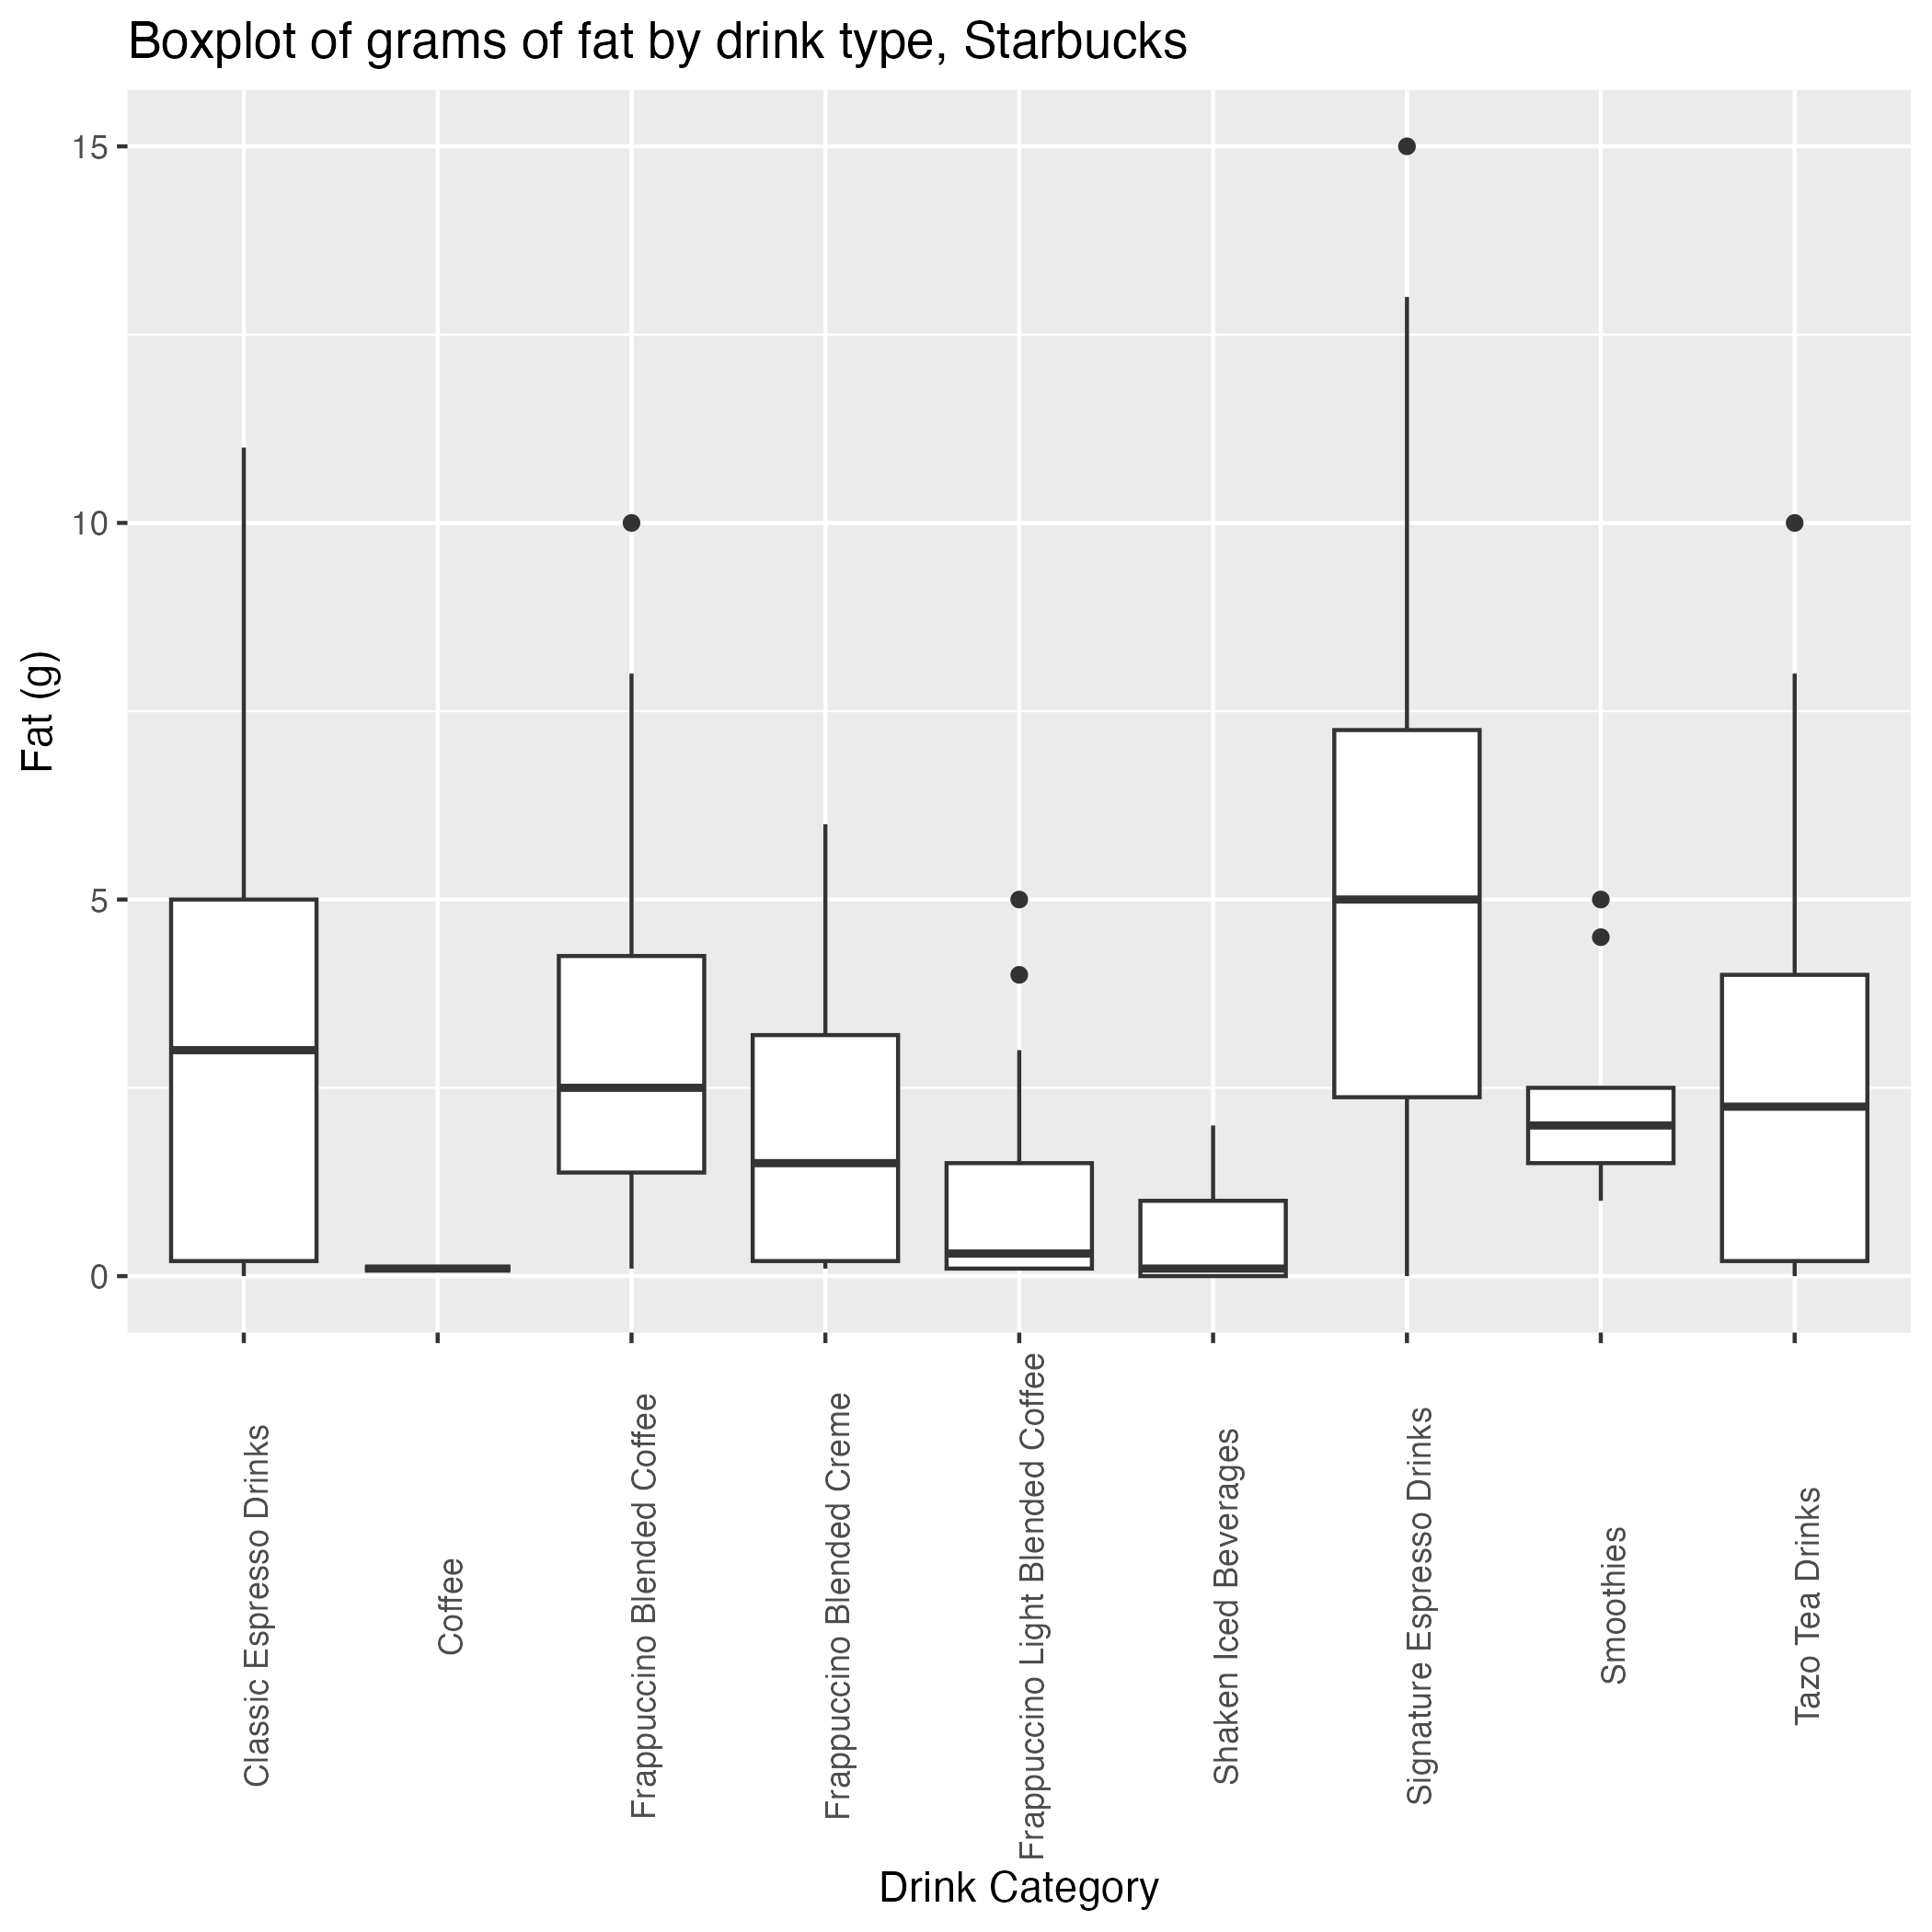 Boxplot of grams of fat by drink type, Starbucks
Fat (g)
15
10
5
0
Classic Espresso Drinks
Coffee
Frappuccino Blended Coffee
Frappuccino Blended Creme
Frappuccino Light Blended Coffee
Shaken Iced Beverages
Signature Espresso Drinks
Smoothies
Tazo Tea Drinks
Drink Category